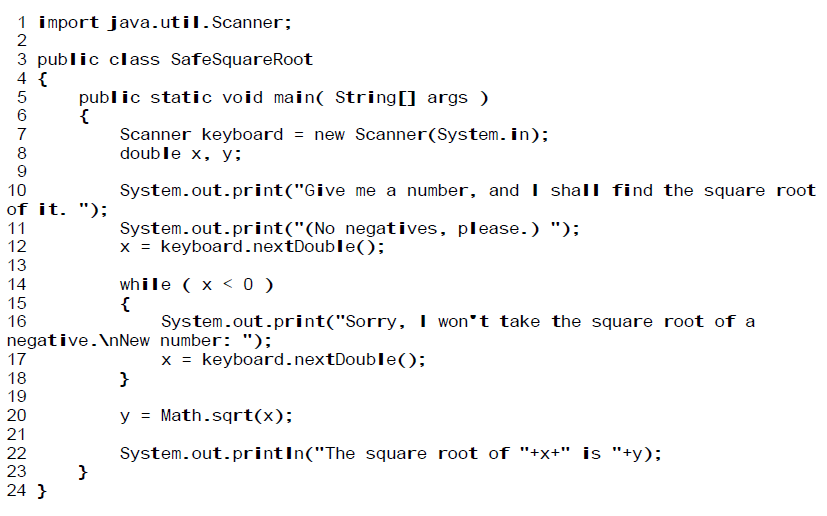 1 import java.util.Scanner;
2
3 public class SafeSquareRoot
4 {
5     public static void main( String[] args )
6     {
7         Scanner keyboard = new Scanner(System.in);
8         double x, y;
9
10         System.out.print("Give me a number, and I shall find the square root
of it. ");
11         System.out.print("(No negatives, please.) ");
12         x = keyboard.nextDouble();
13
14         while ( x < 0 )
15         {
16             System.out.print("Sorry, I won't take the square root of a
negative.\nNew number: ");
17             x = keyboard.nextDouble();
18         }
19
20         y = Math.sqrt(x);
21
22         System.out.println("The square root of "+x+" is "+y);
23     }
24 }